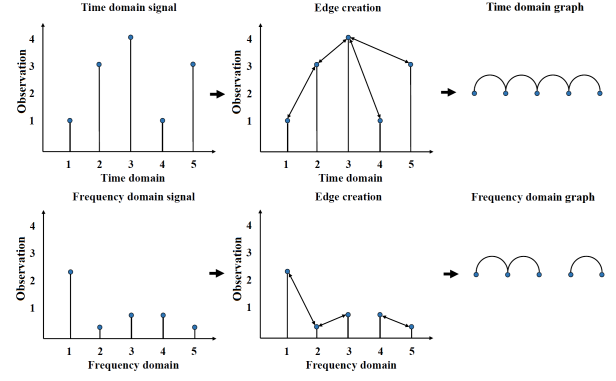 Time domain signal
Edge creation
Time domain graph
Observation
4
3
2
1
1 2 3 4 5
Time domain
Observation
4
3
2
1
1 2 3 4 5
Time domain
Frequency domain signal
Edge creation
Frequency domain graph
Observation
4
3
2
1
1 2 3 4 5
Frequency domain
Observation
4
3
2
1
1 2 3 4 5
Frequency domain